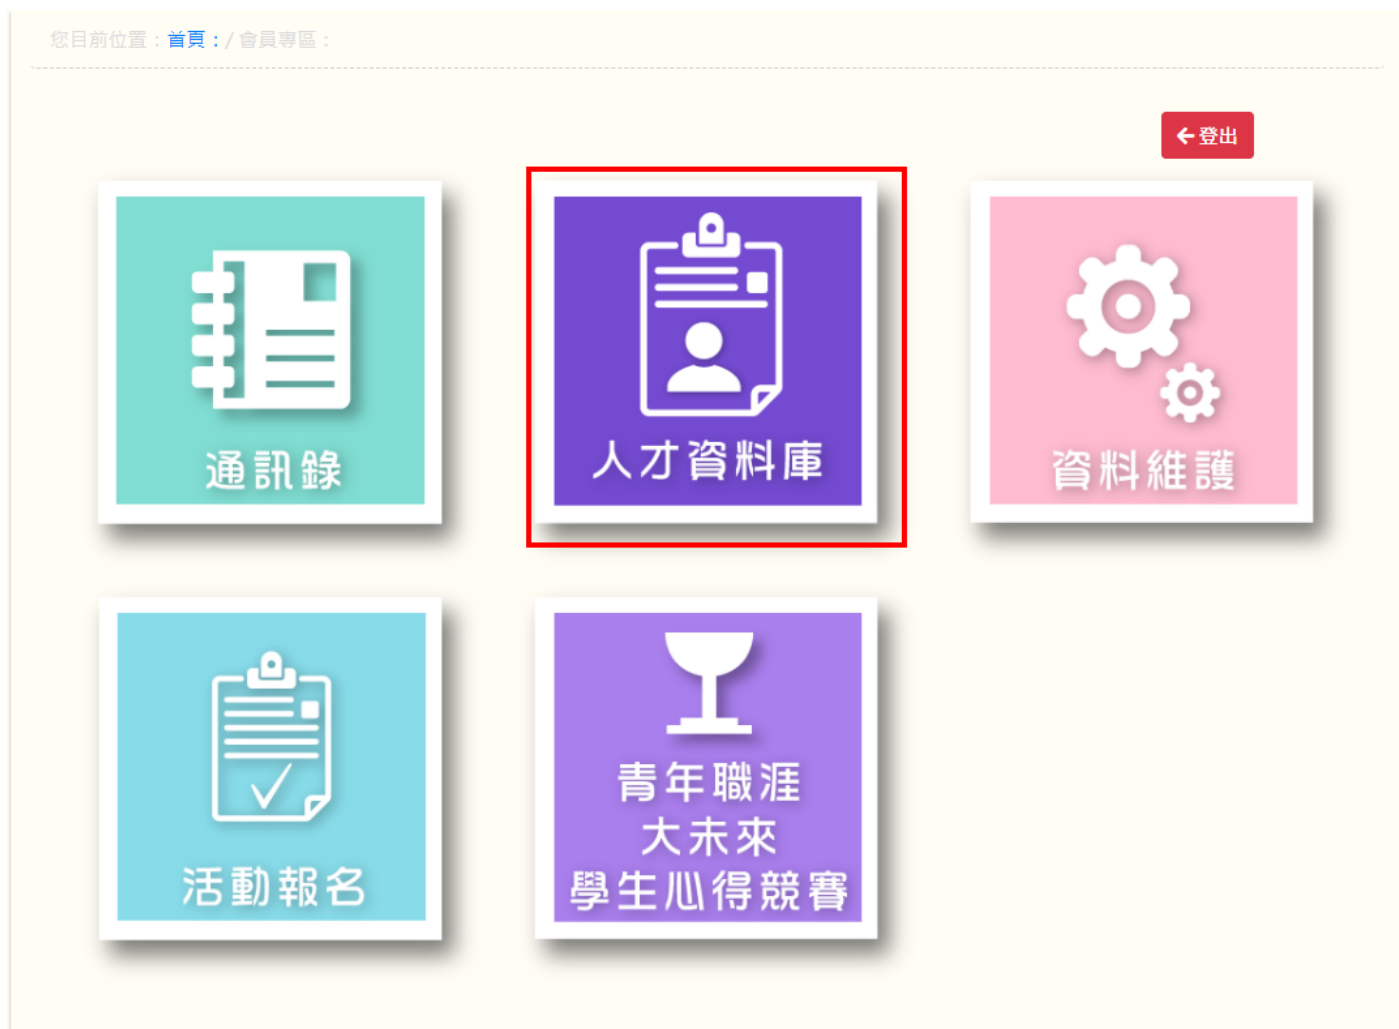 您目前位置：首頁：/ 會員專區：
登出
通訊錄
人才資料庫
資料維護
活動報名
青年職涯
大未來
學生心得競賽